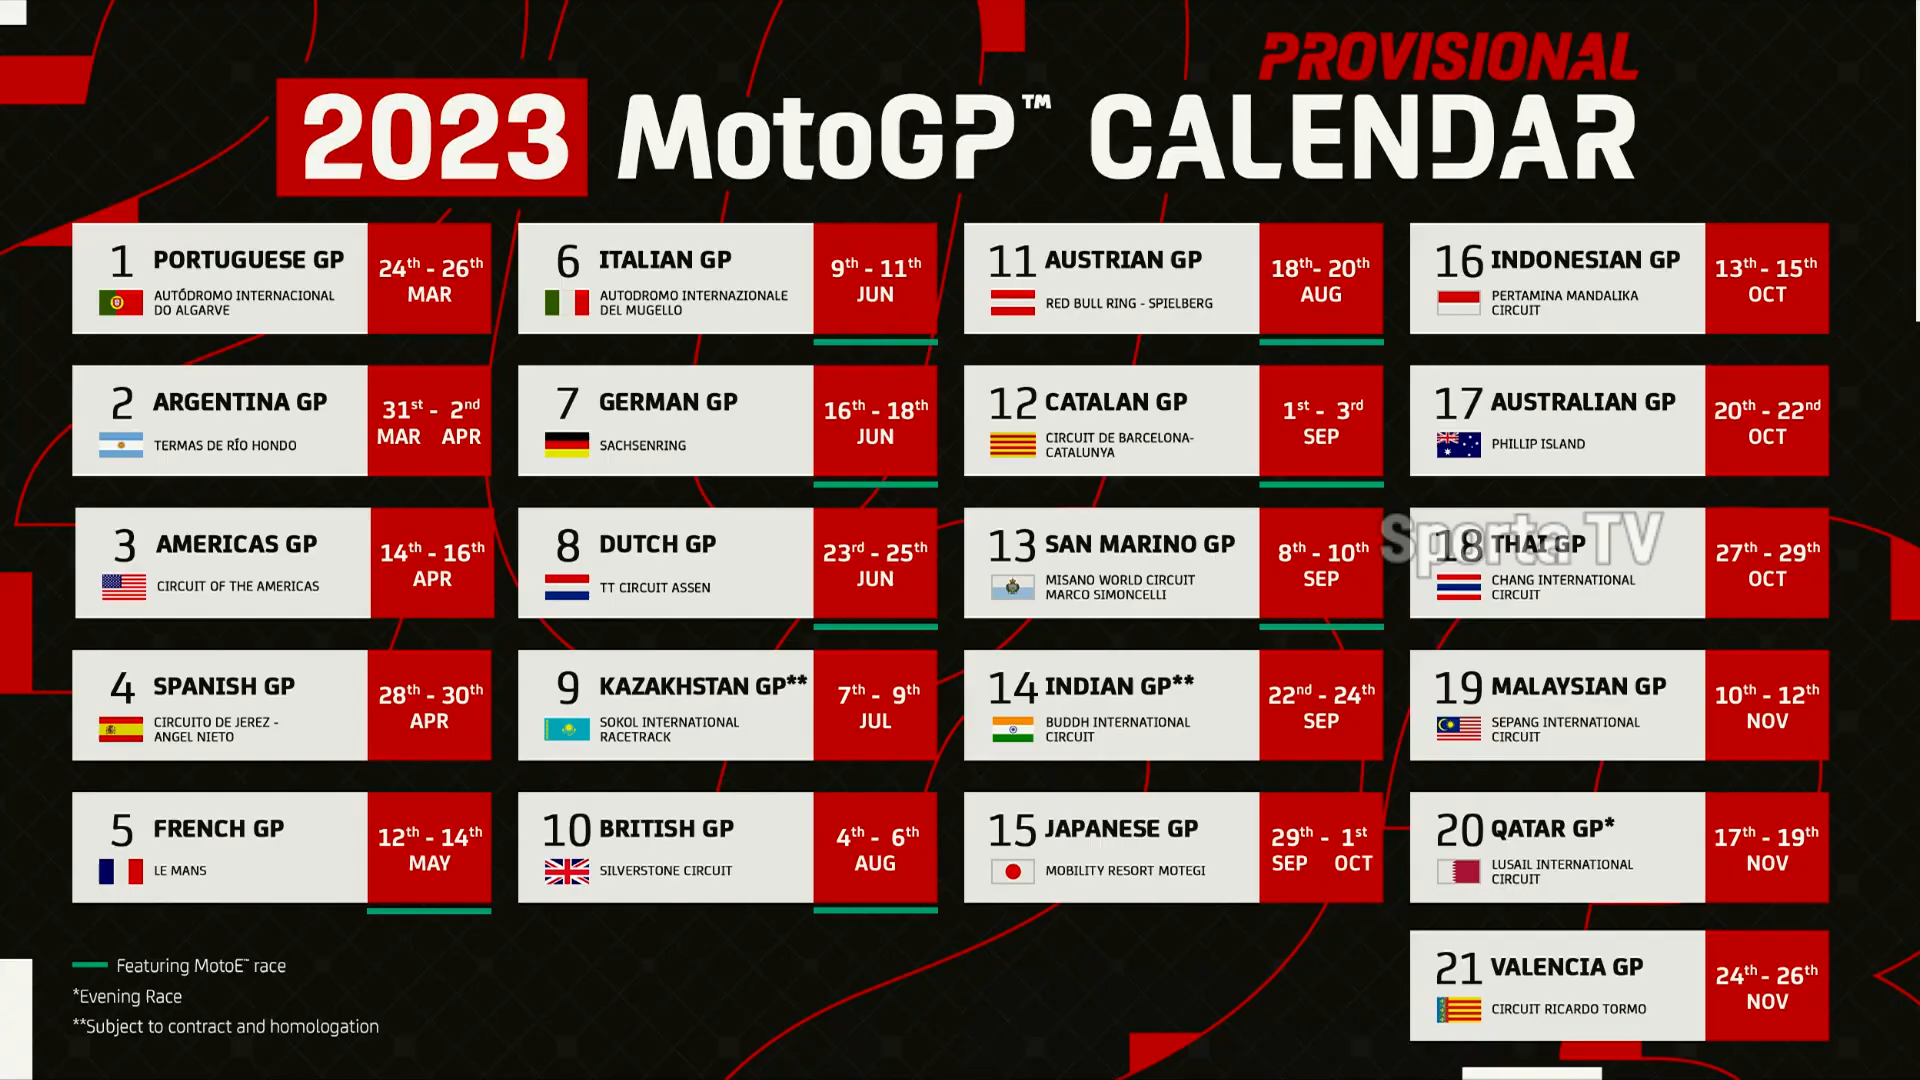 PROVISIONAL
2023 MotoGP™ CALENDAR
1 PORTUGUESE GP
AUTÓDROMO INTERNACIONAL
DO ALGARVE
24th - 26th
MAR
2 ARGENTINA GP
TERMAS DE RÍO HONDO
31st - 2nd
MAR APR
3 AMERICAS GP
CIRCUIT OF THE AMERICAS
14th - 16th
APR
4 SPANISH GP
CIRCUITO DE JEREZ -
ANGEL NIETO
28th - 30th
APR
5 FRENCH GP
LE MANS
12th - 14th
MAY
6 ITALIAN GP
AUTODROMO INTERNAZIONALE
DEL MUGELLO
9th - 11th
JUN
7 GERMAN GP
SACHSENRING
16th - 18th
JUN
8 DUTCH GP
TT CIRCUIT ASSEN
23rd - 25th
JUN
9 KAZAKHSTAN GP**
SOKOL INTERNATIONAL
RACETRACK
7th - 9th
JUL
10 BRITISH GP
SILVERSTONE CIRCUIT
4th - 6th
AUG
11 AUSTRIAN GP
RED BULL RING - SPIELBERG
18th - 20th
AUG
12 CATALAN GP
CIRCUIT DE BARCELONA-
CATALUNYA
1st - 3rd
SEP
13 SAN MARINO GP
MISANO WORLD CIRCUIT
MARCO SIMONCELLI
8th - 10th
SEP
14 INDIAN GP**
BUDDH INTERNATIONAL
CIRCUIT
22nd - 24th
SEP
15 JAPANESE GP
MOBILITY RESORT MOTEGI
29th - 1st
SEP OCT
16 INDONESIAN GP
PERTAMINA MANDALIKA
CIRCUIT
13th - 15th
OCT
17 AUSTRALIAN GP
PHILLIP ISLAND
20th - 22nd
OCT
Sports TV
18 THAI GP
CHANG INTERNATIONAL
CIRCUIT
27th - 29th
OCT
19 MALAYSIAN GP
SEPANG INTERNATIONAL
CIRCUIT
10th - 12th
NOV
20 QATAR GP*
LUSAIL INTERNATIONAL
CIRCUIT
17th - 19th
NOV
21 VALENCIA GP
CIRCUIT RICARDO TORMO
24th - 26th
NOV
Featuring MotoE™ race
*Evening Race
**Subject to contract and homologation